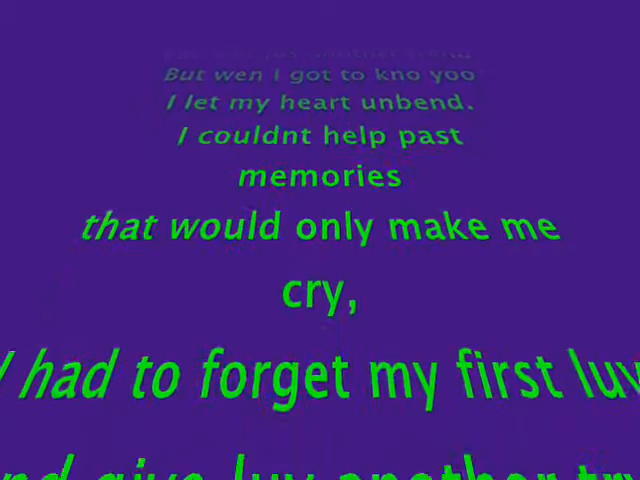 But wen I got to kno yoo
I let my heart unbend.
I couldnt help past
memories
that would only make me
cry,
I had to forget my first luv
and give luv another try